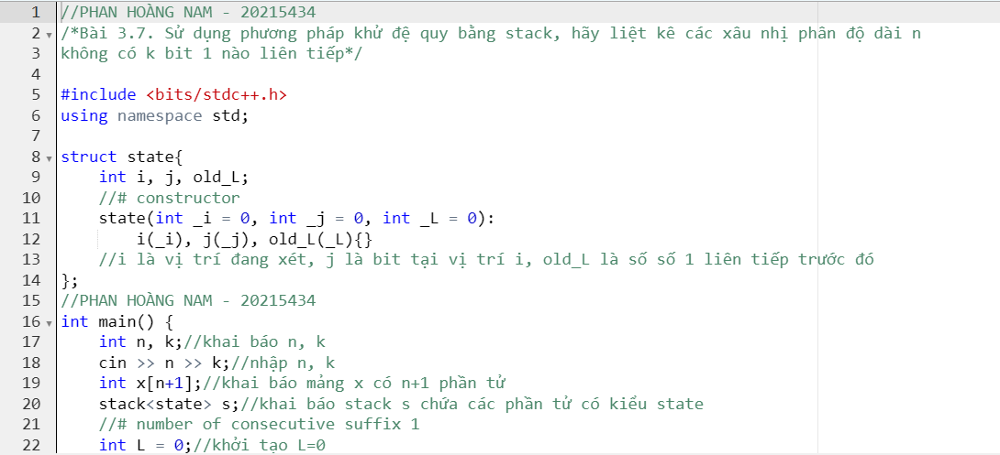 1 //PHAN HOÀNG NAM - 20215434
2 /*Bài 3.7. Sử dụng phương pháp khử đệ quy bằng stack, hãy liệt kê các xâu nhị phân độ dài n
3 không có k bit 1 nào liên tiếp*/
4
5 #include <bits/stdc++.h>
6 using namespace std;
7
8 struct state{
9     int i, j, old_L;
10     //# constructor
11     state(int _i = 0, int _j = 0, int _L = 0):
12         i(_i), j(_j), old_L(_L){}
13     //i là vị trí đang xét, j là bit tại vị trí i, old_L là số số 1 liên tiếp trước đó
14 };
15 //PHAN HOÀNG NAM - 20215434
16 int main() {
17     int n, k;//khai báo n, k
18     cin >> n >> k;//nhập n, k
19     int x[n+1];//khai báo mảng x có n+1 phần tử
20     stack<state> s;//khai báo stack s chứa các phần tử có kiểu state
21     //# number of consecutive suffix 1
22     int L = 0;//khởi tạo L=0